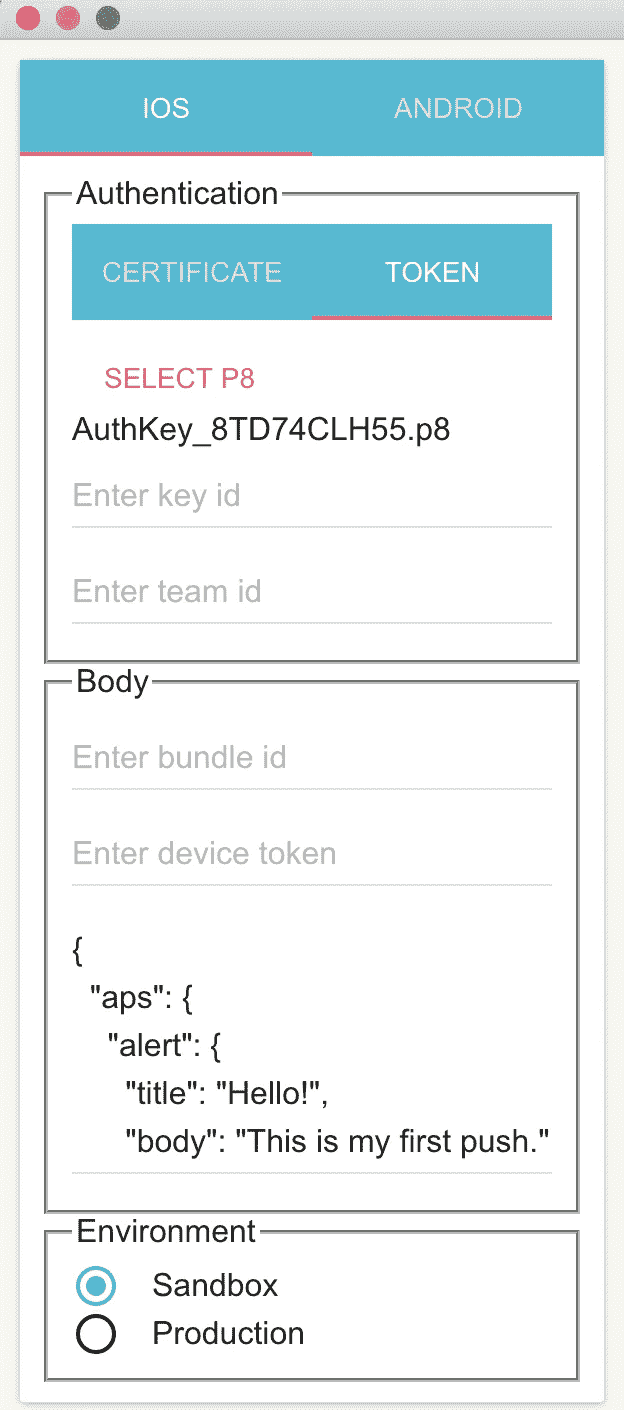 IOS ANDROID
Authentication
CERTIFICATE TOKEN
SELECT P8
AuthKey_8TD74CLH55.p8
Enter key id
Enter team id
Body
Enter bundle id
Enter device token
{
"aps": {
"alert": {
"title": "Hello!",
"body": "This is my first push."
Environment
Sandbox
Production